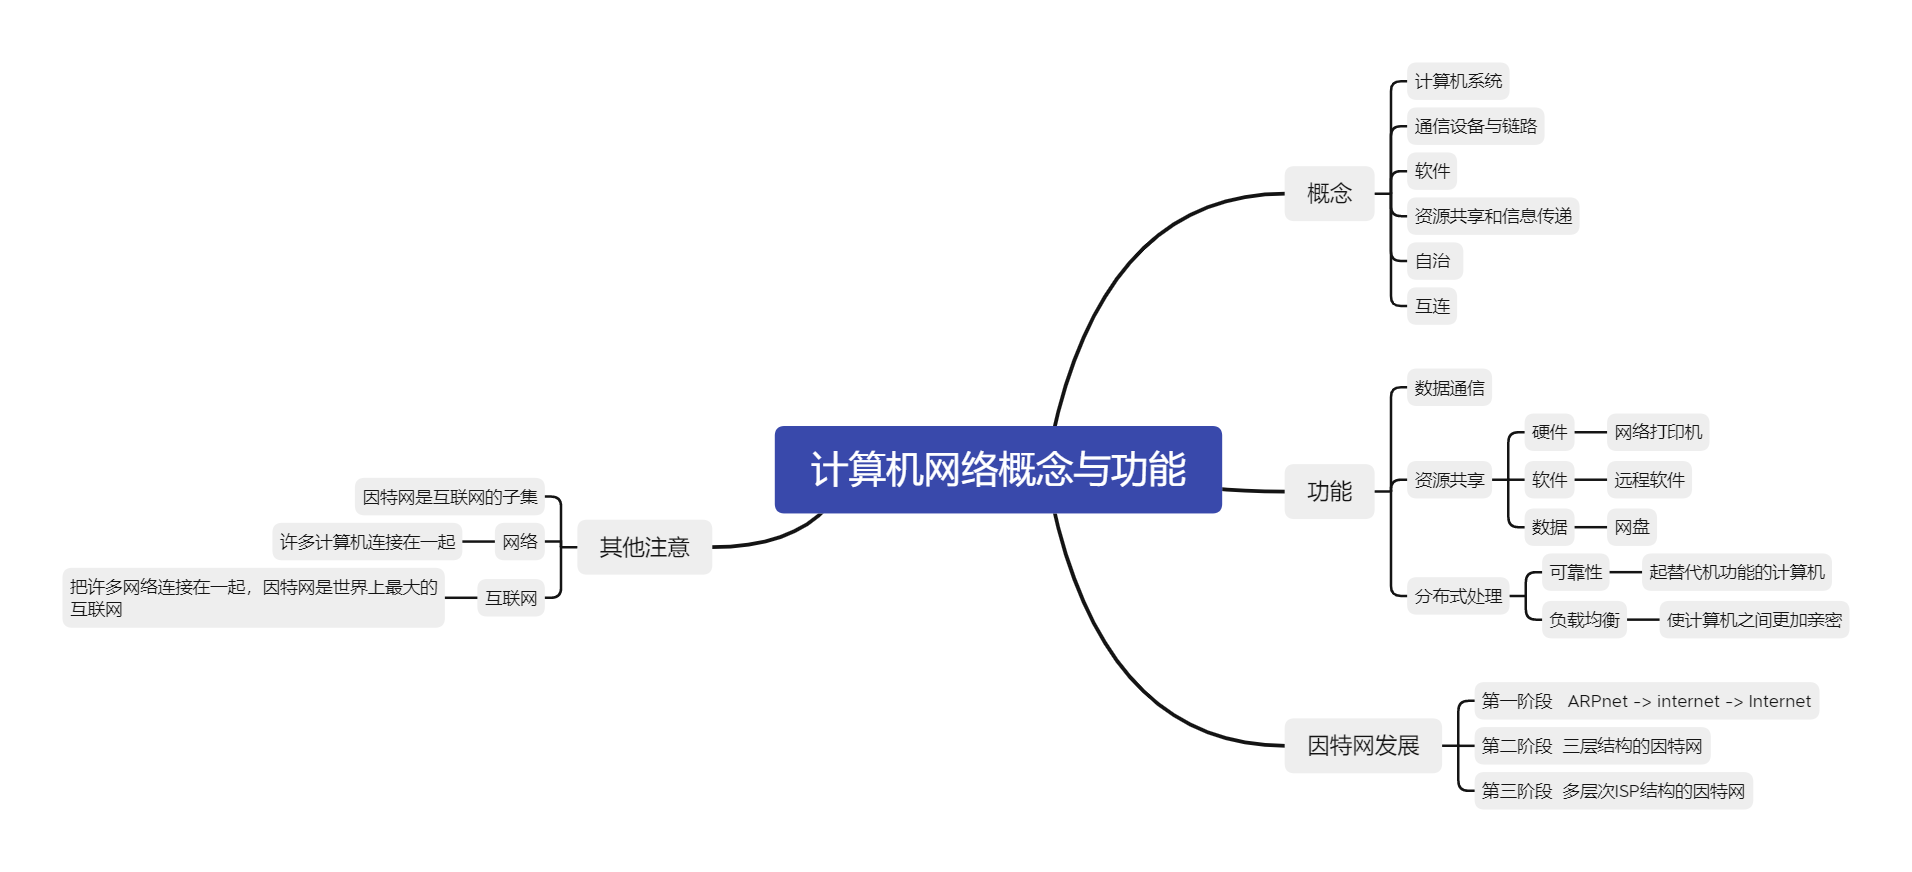 计算机网络概念与功能
概念
计算机系统
通信设备与链路
软件
资源共享和信息传递
自治
互连
功能
数据通信
资源共享
硬件
网络打印机
软件
远程软件
数据
网盘
分布式处理
可靠性
起替代机功能的计算机
负载均衡
使计算机之间更加亲密
因特网发展
第一阶段 ARPnet -> internet -> Internet
第二阶段 三层结构的因特网
第三阶段 多层次ISP结构的因特网
其他注意
因特网是互联网的子集
网络
许多计算机连接在一起
互联网
把许多网络连接在一起，因特网是世界上最大的
互联网